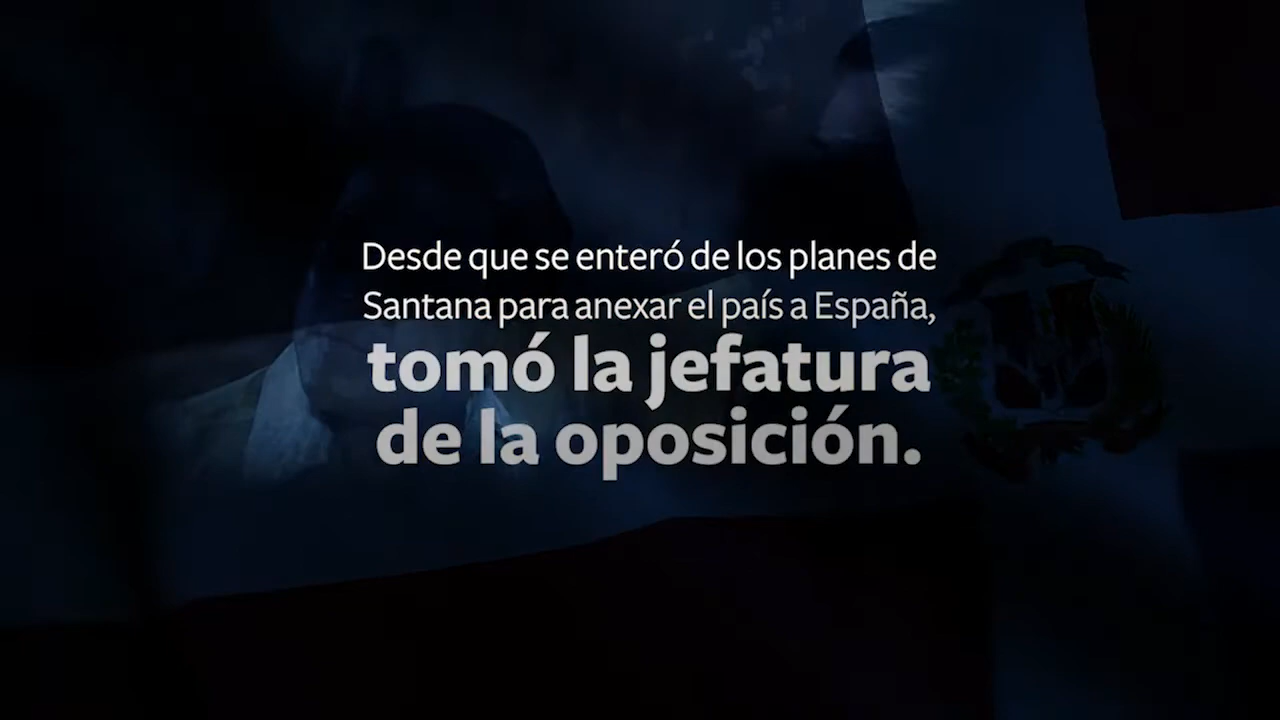 Desde que se enteró de los planes de
Santana para anexar el país a España,
tomó la jefatura
de la oposición.